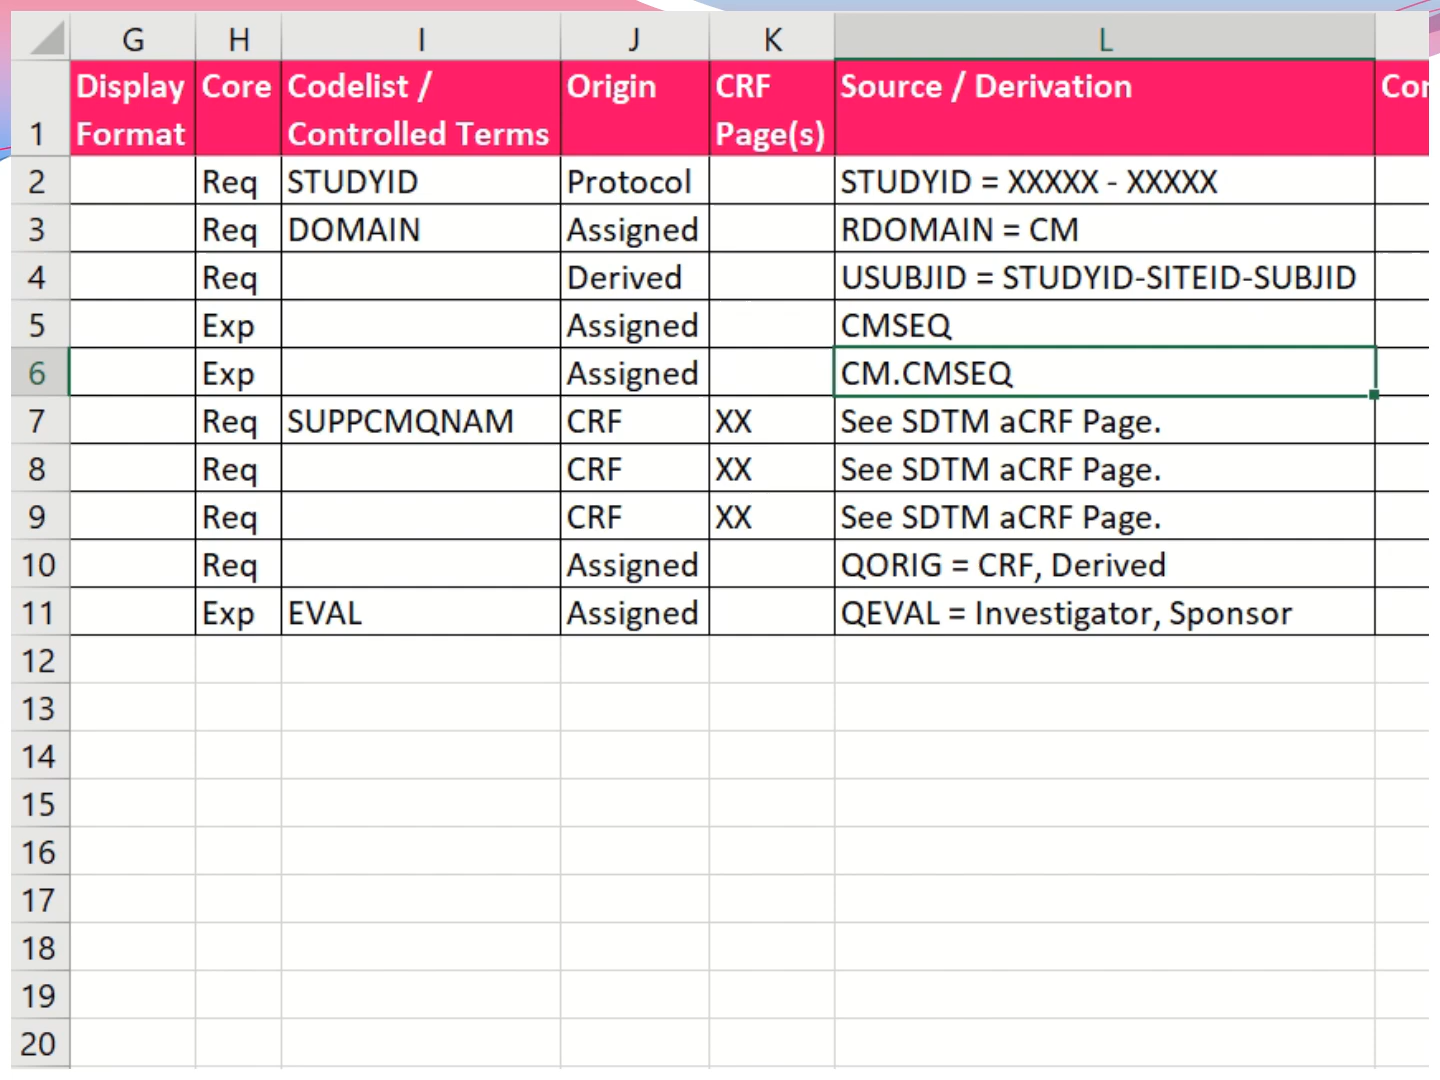 G H I J K L
1 Display Format Core Codelist / Controlled Terms Origin CRF Page(s) Source / Derivation
2 Req STUDYID Protocol STUDYID = XXXXX - XXXXX
3 Req DOMAIN Assigned RDOMAIN = CM
4 Req Derived USUBJID = STUDYID-SITEID-SUBJID
5 Exp Assigned CMSEQ
6 Exp Assigned CM.CMSEQ
7 Req SUPPCMQNAM CRF XX See SDTM aCRF Page.
8 Req CRF XX See SDTM aCRF Page.
9 Req CRF XX See SDTM aCRF Page.
10 Req Assigned QORIG = CRF, Derived
11 Exp EVAL Assigned QEVAL = Investigator, Sponsor
12
13
14
15
16
17
18
19
20